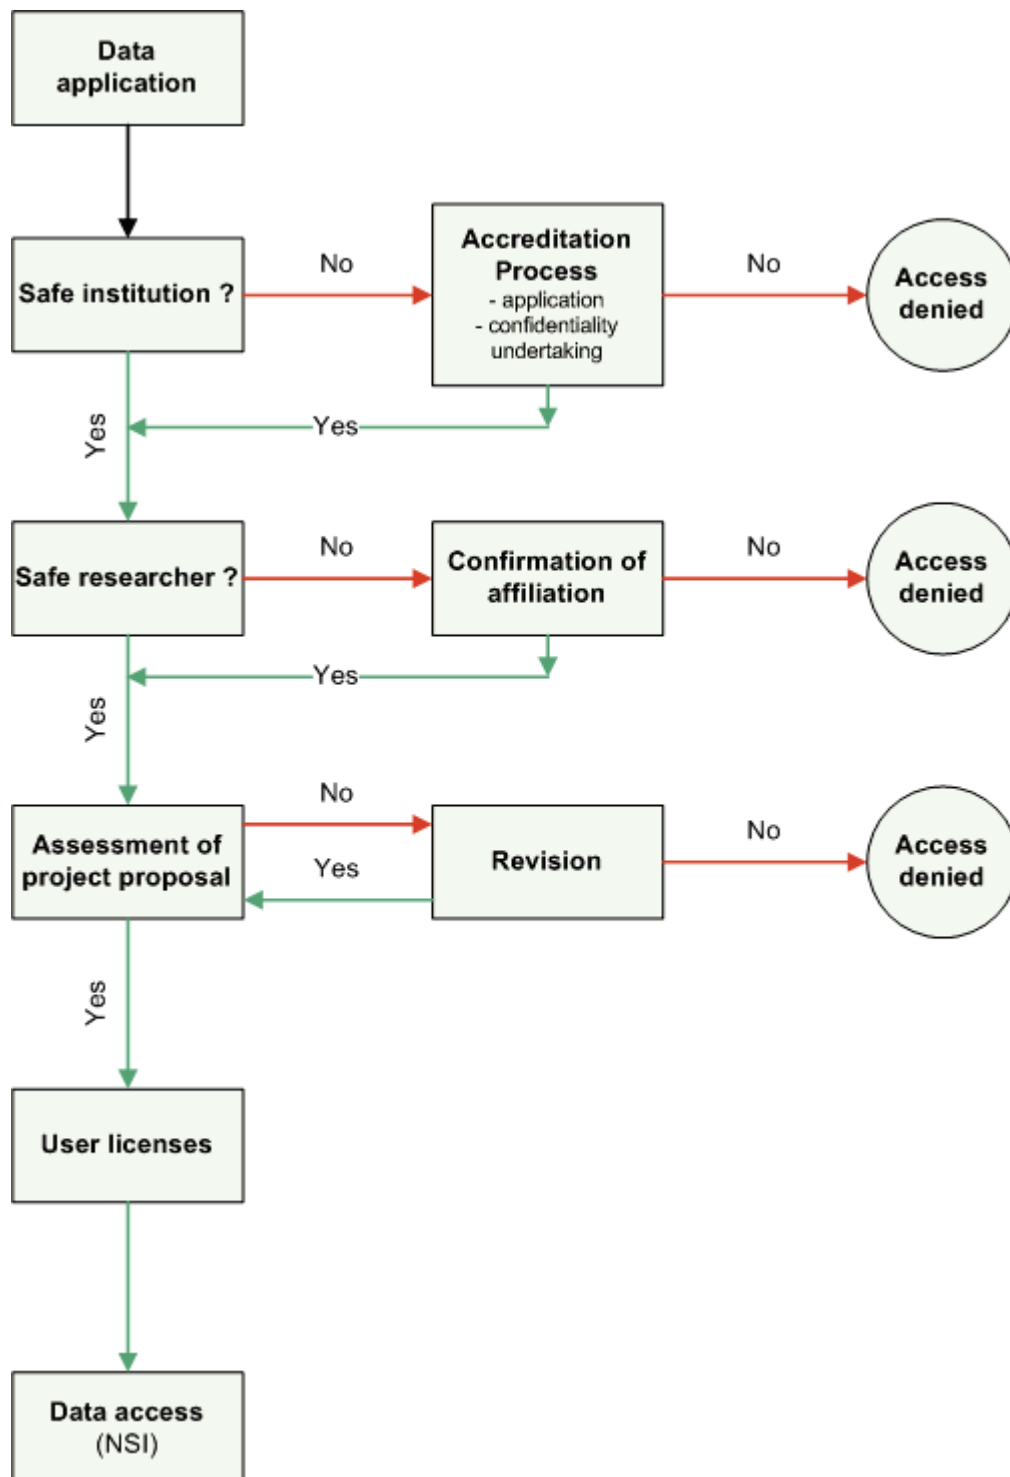 Data
application
Safe institution ?
No
Accreditation
Process
- application
- confidentiality
undertaking
No
Access
denied
Yes
Yes
Safe researcher ?
No
Confirmation of
affiliation
No
Access
denied
Yes
Yes
Assessment of
project proposal
No
Yes
Revision
No
Access
denied
Yes
User licenses
Data access
(NSI)